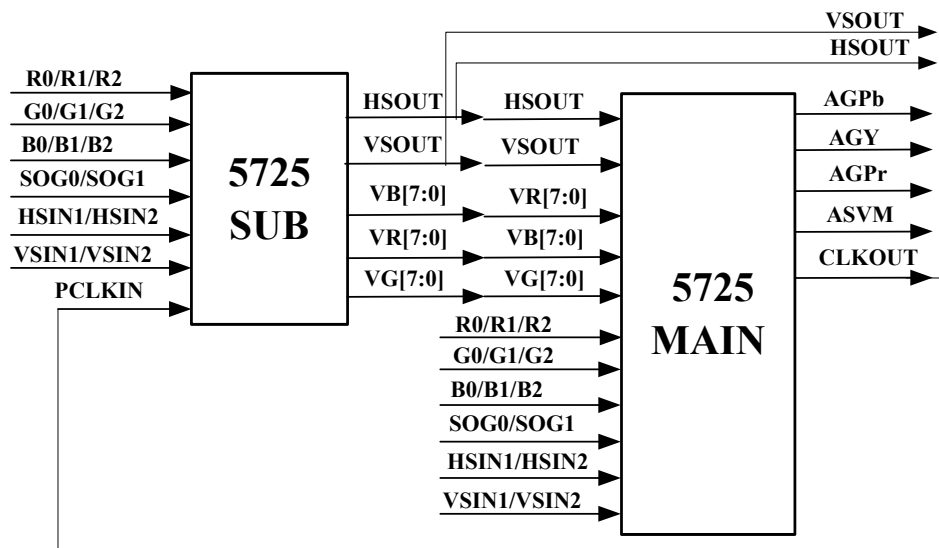 VSOUT
HSOUT
R0/R1/R2
G0/G1/G2
B0/B1/B2
SOG0/SOG1
HSIN1/HSIN2
VSIN1/VSIN2
PCLKIN
5725
SUB
HSOUT
VSOUT
VB[7:0]
VR[7:0]
VG[7:0]
HSOUT
VSOUT
VR[7:0]
VB[7:0]
VG[7:0]
R0/R1/R2
G0/G1/G2
B0/B1/B2
SOG0/SOG1
HSIN1/HSIN2
VSIN1/VSIN2
5725
MAIN
AGPb
AGY
AGPr
ASVM
CLKOUT